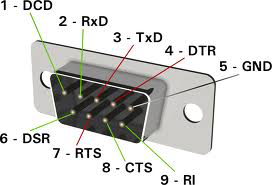 1 - DCD
2 - RxD
3 - TxD
4 - DTR
5 - GND
6 - DSR
7 - RTS
8 - CTS
9 - RI